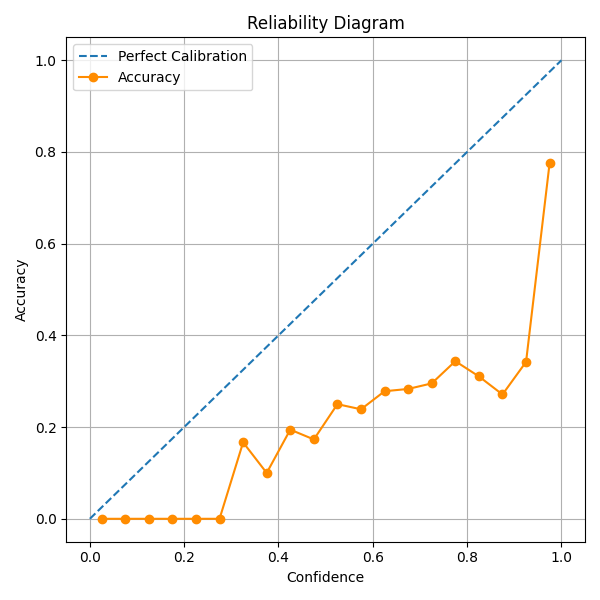 Reliability Diagram
Perfect Calibration
Accuracy
1.0
0.8
0.6
0.4
0.2
0.0
Accuracy
0.0 0.2 0.4 0.6 0.8 1.0
Confidence